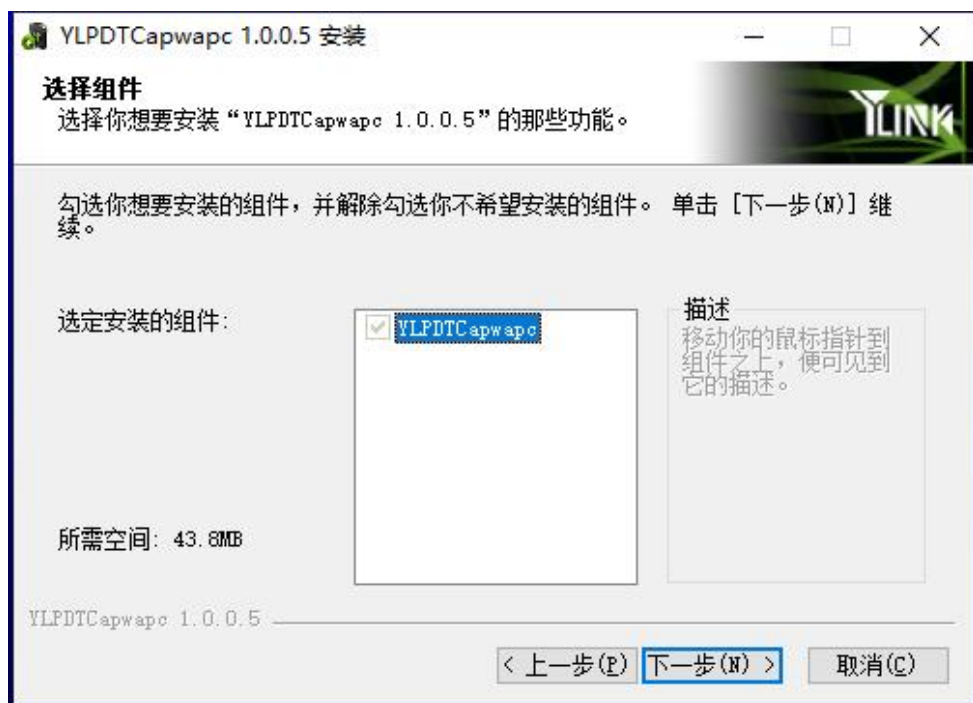 YLPDTCapwapc 1.0.0.5 安装
选择组件
选择你想要安装“YLPDTCapwapc 1.0.0.5”的那些功能。
YLINK
勾选你想要安装的组件，并解除勾选你不希望安装的组件。 单击 [下一步(N)] 继
续。
选定安装的组件:
YLPDTCapwapc
描述
移动你的鼠标指针到
组件之上，便可见到
它的描述。
所需空间: 43.8MB
YLPDTCapwapc 1.0.0.5
< 上一步(P)
下一步(N) >
取消(C)